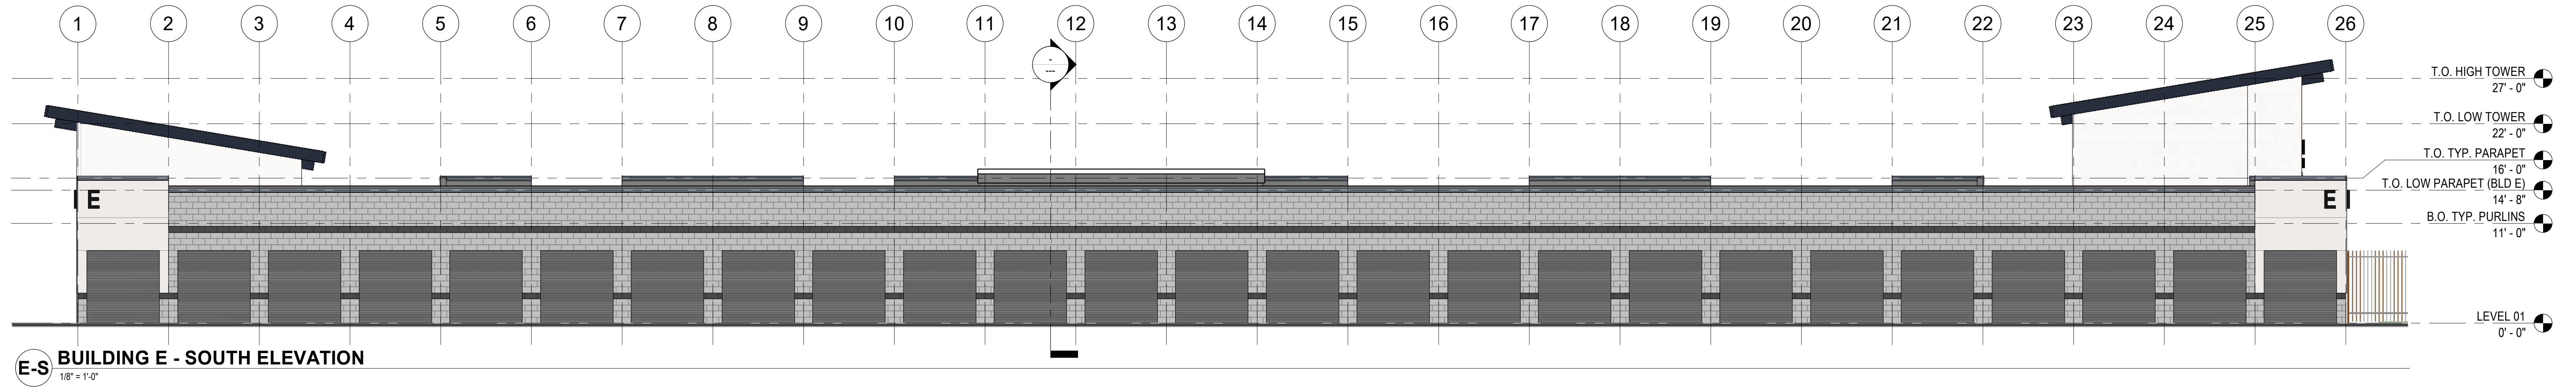 1 2 3 4 5 6 7 8 9 10 11 12 13 14 15 16 17 18 19 20 21 22 23 24 25 26
-
---
T.O. HIGH TOWER
27' - 0"
T.O. LOW TOWER
22' - 0"
T.O. TYP. PARAPET
16' - 0"
T.O. LOW PARAPET (BLD E)
14' - 8"
B.O. TYP. PURLINS
11' - 0"
E
E
LEVEL 01
0' - 0"
E-S BUILDING E - SOUTH ELEVATION
1/8" = 1'-0"